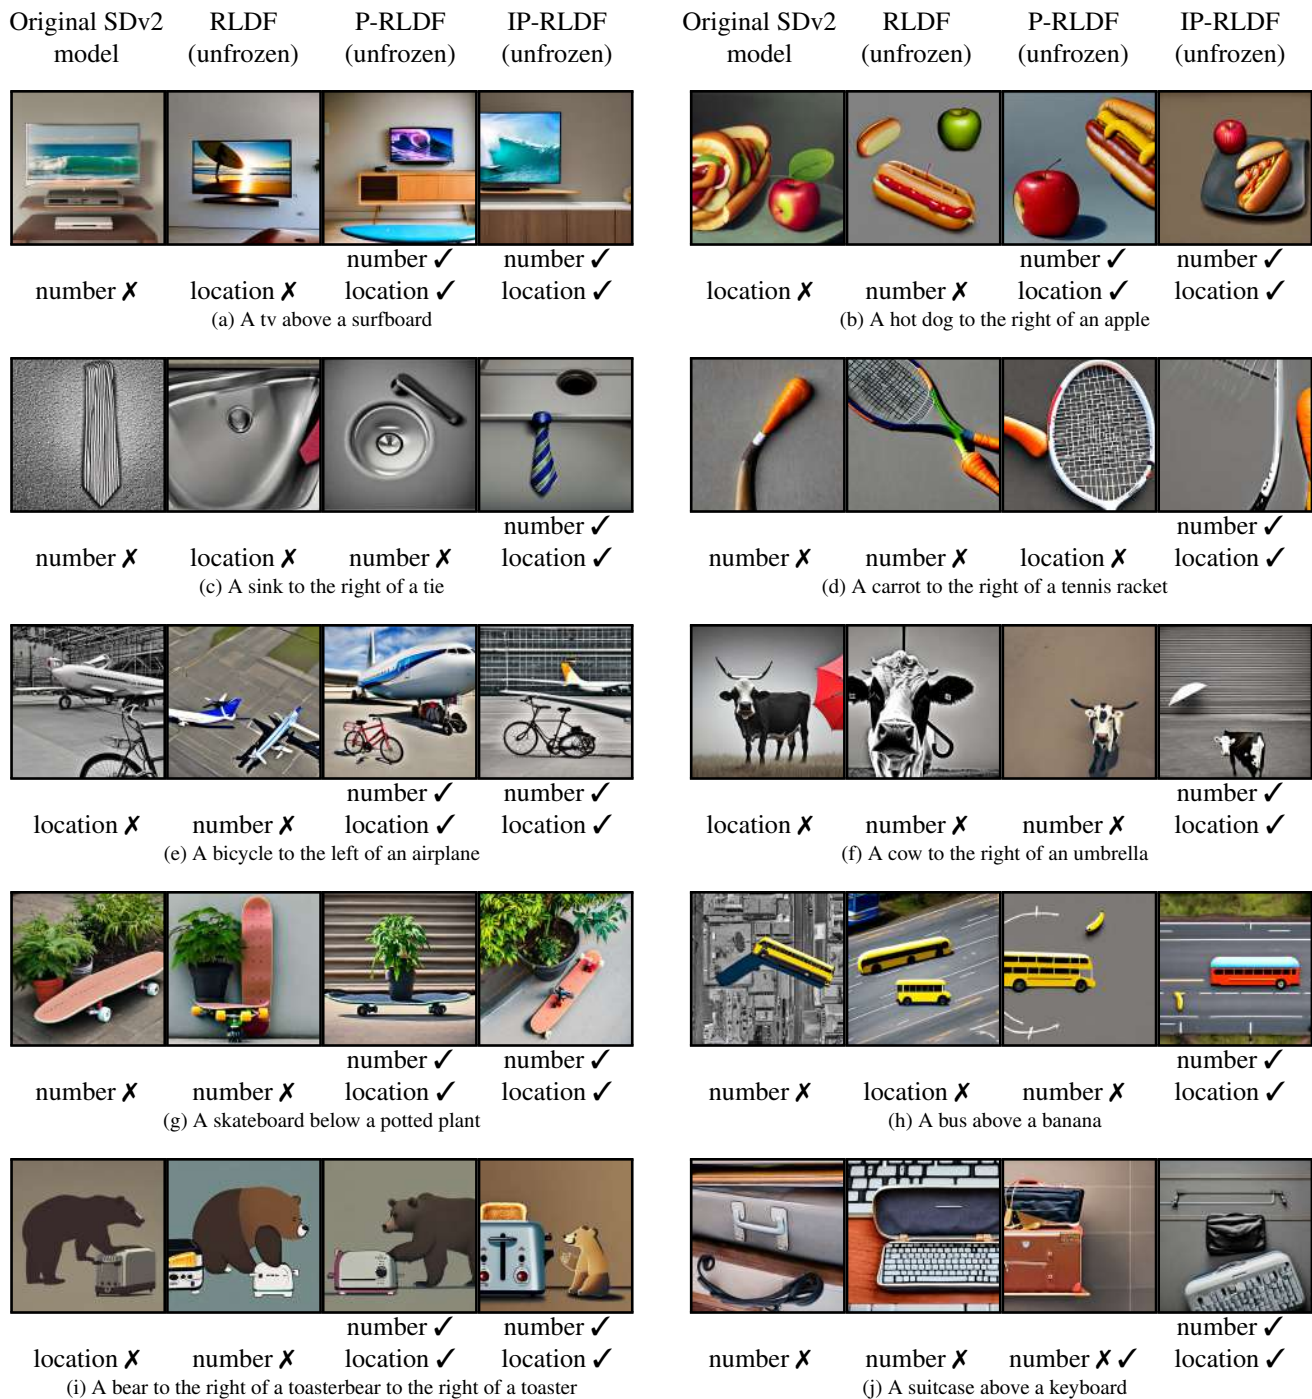 Original SDv2 model RLDF (unfrozen) P-RLDF (unfrozen) IP-RLDF (unfrozen)
Original SDv2 model RLDF (unfrozen) P-RLDF (unfrozen) IP-RLDF (unfrozen)
number ✓ number ✓
number ✗ location ✗ location ✓ location ✓
(a) A tv above a surfboard
number ✓ number ✓
location ✗ number ✗ location ✓ location ✓
(b) A hot dog to the right of an apple
number ✓
number ✗ location ✗ number ✗ location ✓
(c) A sink to the right of a tie
number ✓
number ✗ number ✗ location ✗ location ✓
(d) A carrot to the right of a tennis racket
number ✓ number ✓
location ✗ number ✗ location ✓ location ✓
(e) A bicycle to the left of an airplane
number ✓
location ✗ number ✗ number ✗ location ✓
(f) A cow to the right of an umbrella
number ✓ number ✓
number ✗ number ✗ location ✓ location ✓
(g) A skateboard below a potted plant
number ✓
number ✗ location ✗ number ✗ location ✓
(h) A bus above a banana
number ✓ number ✓
location ✗ number ✗ location ✓ location ✓
(i) A bear to the right of a toasterbear to the right of a toaster
number ✓
number ✗ number ✗ number ✗ ✓ location ✓
(j) A suitcase above a keyboard